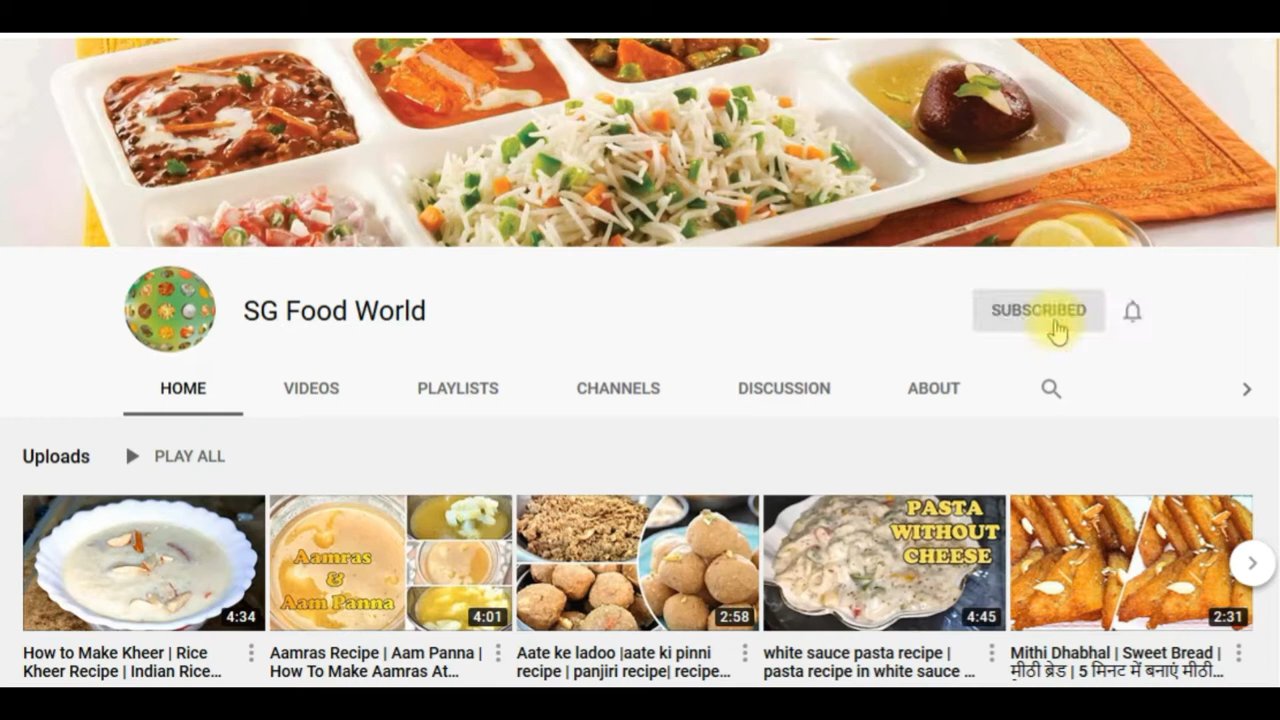 SG Food World
SUBSCRIBED
HOME VIDEOS PLAYLISTS CHANNELS DISCUSSION ABOUT
Uploads PLAY ALL
Aamras
&
Aam Panna
PASTA
WITHOUT
CHEESE
4:34 4:01 2:58 4:45 2:31
How to Make Kheer | Rice
Kheer Recipe | Indian Rice...
Aamras Recipe | Aam Panna |
How To Make Aamras At...
Aate ke ladoo |aate ki pinni
recipe | panjiri recipe| recipe...
white sauce pasta recipe |
pasta recipe in white sauce ...
Mithi Dhabhal | Sweet Bread |
मीठी ब्रेड | 5 मिनट में बनाएं मीठी...